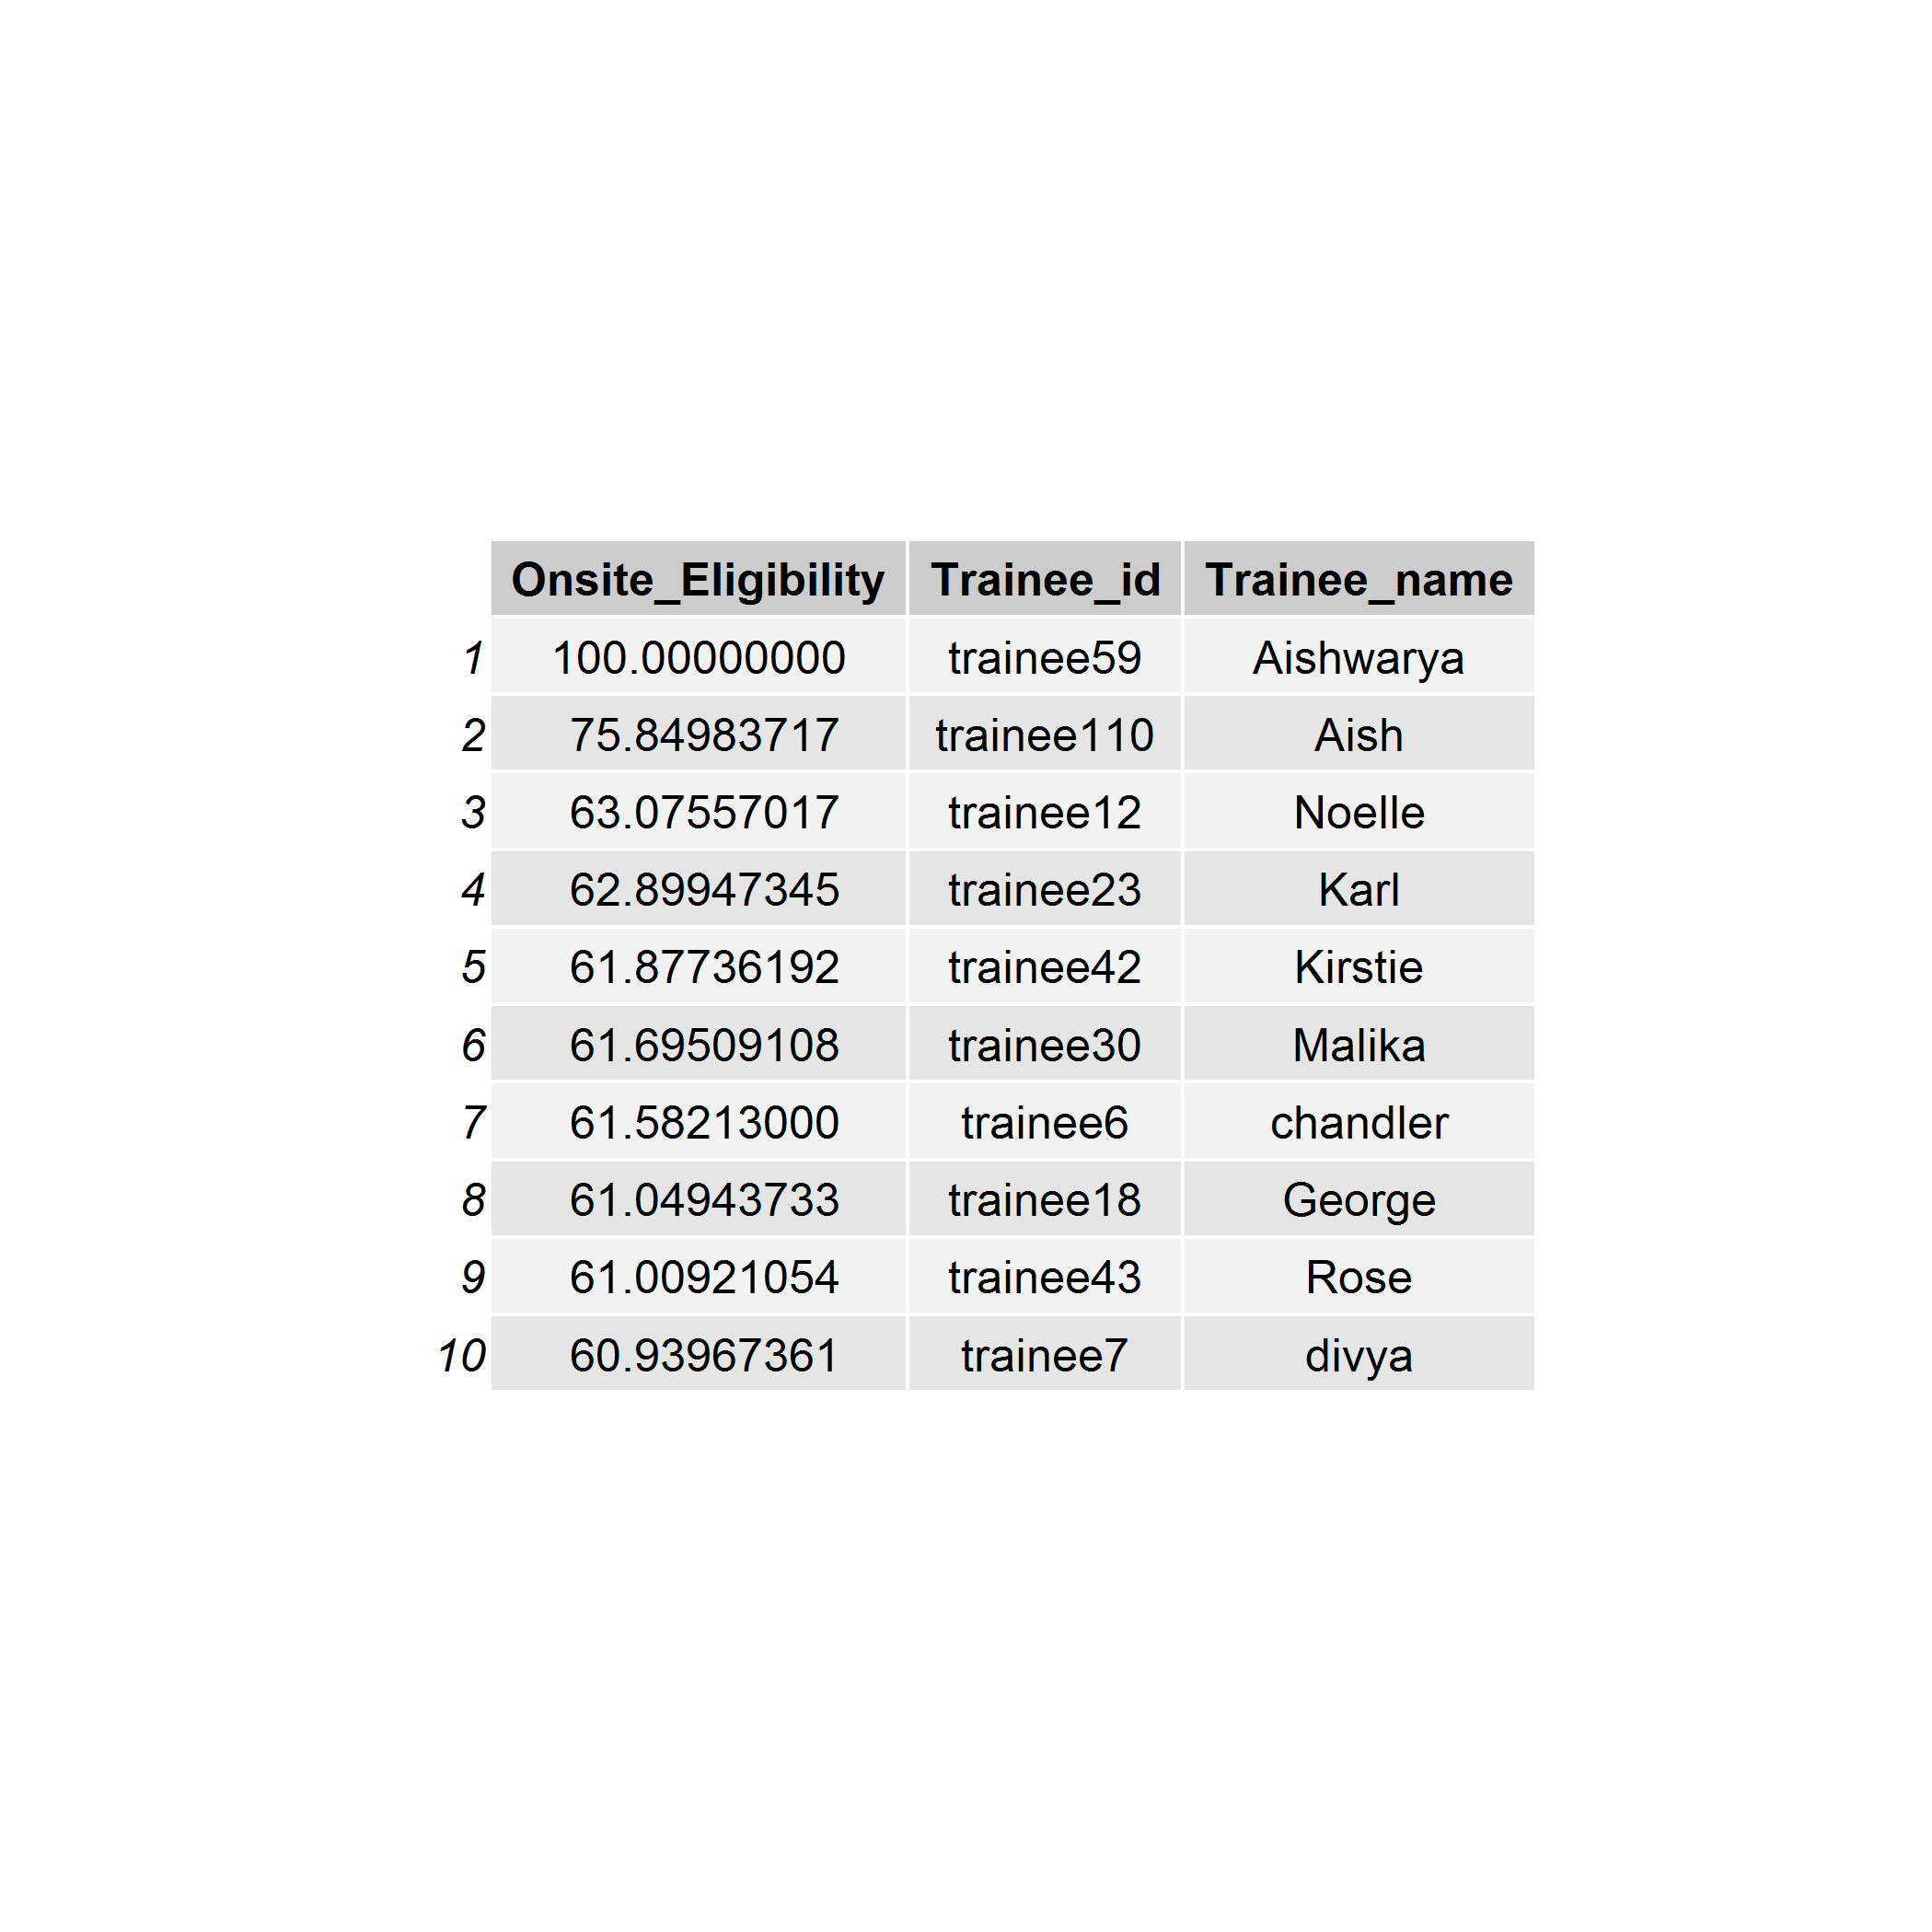 Onsite_Eligibility Trainee_id Trainee_name
1 100.00000000 trainee59 Aishwarya
2 75.84983717 trainee110 Aish
3 63.07557017 trainee12 Noelle
4 62.89947345 trainee23 Karl
5 61.87736192 trainee42 Kirstie
6 61.69509108 trainee30 Malika
7 61.58213000 trainee6 chandler
8 61.04943733 trainee18 George
9 61.00921054 trainee43 Rose
10 60.93967361 trainee7 divya